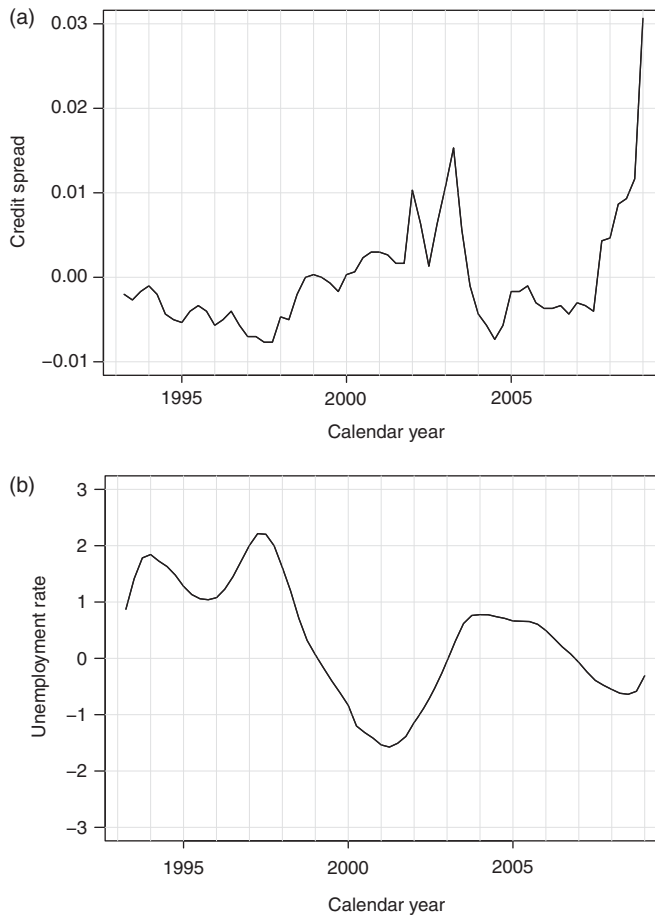 (a)
0.03
0.02
0.01
0.00
−0.01
Credit spread
1995 2000 2005
Calendar year
(b)
3
2
1
0
−1
−2
−3
Unemployment rate
1995 2000 2005
Calendar year